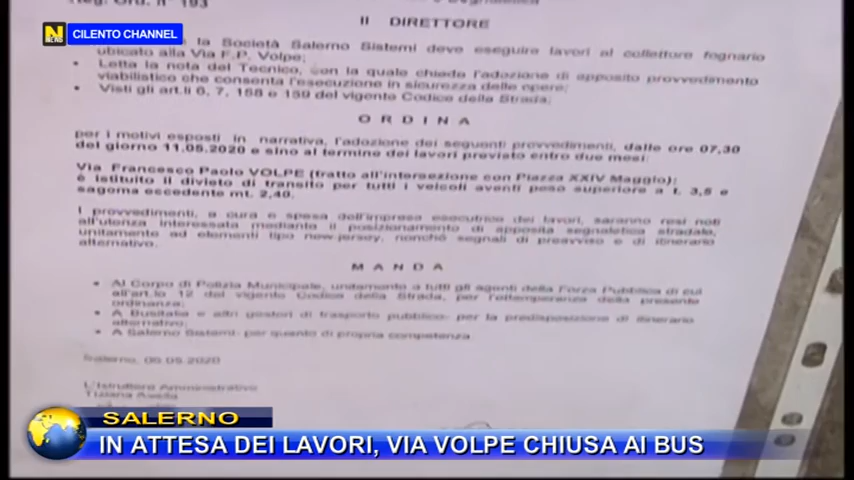 Reg. Ord. n° 193
Il DIRETTORE
CILENTO CHANNEL
la Società Salerno Sistemi deve eseguire lavori al collettore fognario
ubicato alla Via F.P. Volpe;
• Letta la nota del Tecnico, con la quale chiede l'adozione di apposito provvedimento
viabilistico che consenta l'esecuzione in sicurezza delle opere;
• Visti gli art.li 6, 7, 158 e 159 del vigente Codice della Strada;
O R D I N A
per i motivi esposti in narrativa, l'adozione dei seguenti provvedimenti, dalle ore 07,30
del giorno 11.05.2020 e sino al termine dei lavori previsto entro due mesi:
Via Francesco Paolo VOLPE (tratto all'intersezione con Piazza XXIV Maggio);
è istituito il divieto di transito per tutti i veicoli aventi peso superiore a t. 3,5 e
sagoma eccedente mt. 2,40.
I provvedimenti, a cura e spesa dell'impresa esecutrice dei lavori, saranno resi noti
all'utenza interessata mediante il posizionamento di apposita segnaletica stradale,
unitamente ad elementi tipo new jersey, nonché segnali di preavviso e di itinerario
alternativo.
M A N D A
• Al Corpo di Polizia Municipale, unitamente a tutti gli agenti della Forza Pubblica di cui
all'art.lo 12 del vigente Codice della Strada, per l'ottemperanza della presente
ordinanza;
• A Busitalia e altri gestori di trasporto pubblico per la predisposizione di itinerario
alternativo;
• A Salerno Sistemi per quanto di propria competenza
Salerno, 06.05.2020
L'Istruttore Amministrativo
Tiziana
SALERNO
IN ATTESA DEI LAVORI, VIA VOLPE CHIUSA AI BUS